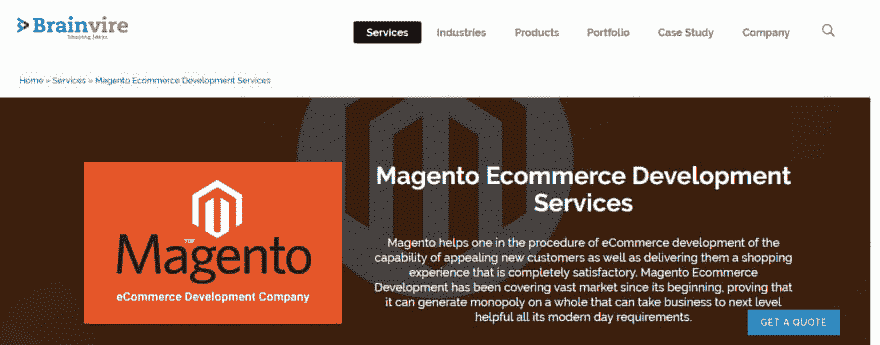 Brainvire
Services
Industries
Products
Portfolio
Case Study
Company
Home » Services » Magento Ecommerce Development Services
TOP
Magento
eCommerce Development Company
Magento Ecommerce Development
Services
Magento helps one in the procedure of eCommerce development of the
capability of appealing new customers as well as delivering them a shopping
experience that is completely satisfactory. Magento Ecommerce
Development has been covering vast market since its beginning, proving that
it can generate monopoly on a whole that can take business to next level
helpful all its modern day requirements.
GET A QUOTE